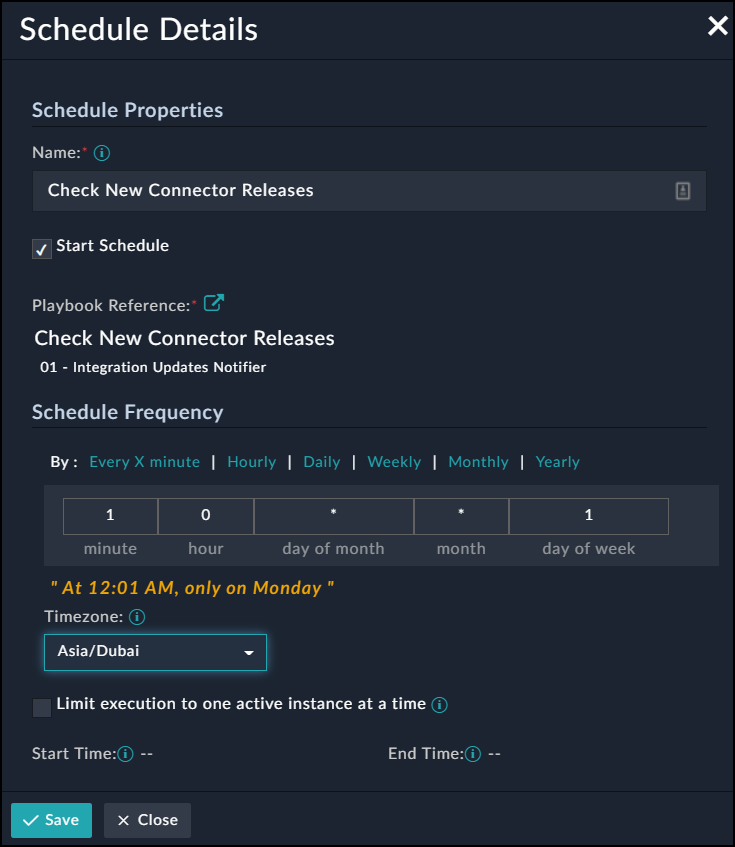 Schedule Details
Schedule Properties
Name:*
Check New Connector Releases
Start Schedule
Playbook Reference:*
Check New Connector Releases
01 - Integration Updates Notifier
Schedule Frequency
By : Every X minute | Hourly | Daily | Weekly | Monthly | Yearly
1 0 * * 1
minute hour day of month month day of week
" At 12:01 AM, only on Monday "
Timezone:
Asia/Dubai
Limit execution to one active instance at a time
Start Time: -- End Time: --
Save Close